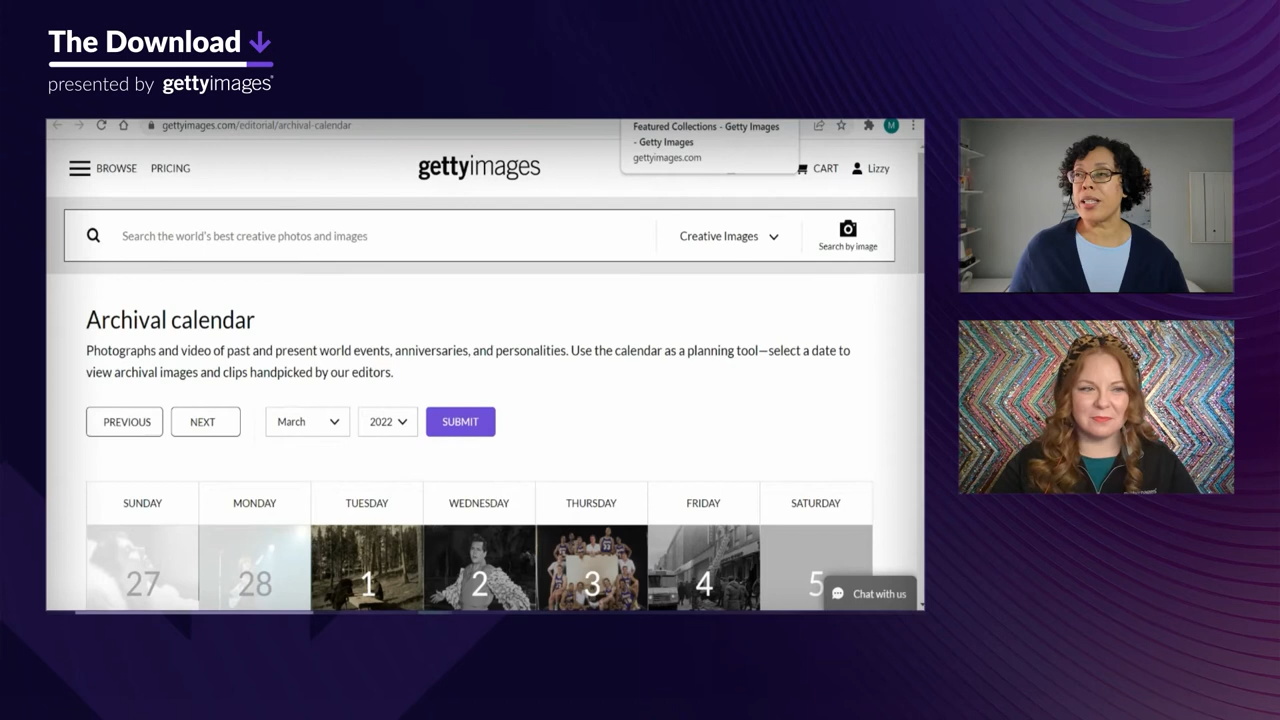 The Download
presented by gettyimages®
gettyimages.com/editorial/archival-calendar
Featured Collections - Getty Images
- Getty Images
gettyimages.com
M
BROWSE PRICING
gettyimages
CART Lizzy
Search the world's best creative photos and images
Creative Images
Search by image
Archival calendar
Photographs and video of past and present world events, anniversaries, and personalities. Use the calendar as a planning tool—select a date to
view archival images and clips handpicked by our editors.
PREVIOUS NEXT March 2022 SUBMIT
SUNDAY MONDAY TUESDAY WEDNESDAY THURSDAY FRIDAY SATURDAY
27 28 1 2 3 4 5
Chat with us